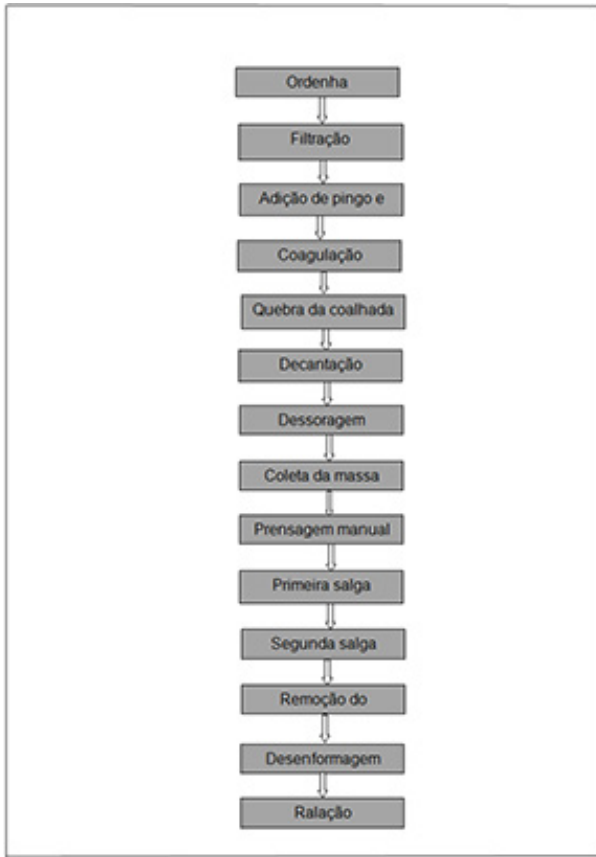 Ordenha
Filtração
Adição de pingo e
Coagulação
Quebra da coalhada
Decantação
Dessoragem
Coleta da massa
Prensagem manual
Primeira salga
Segunda salga
Remoção do
Desenformagem
Ralação